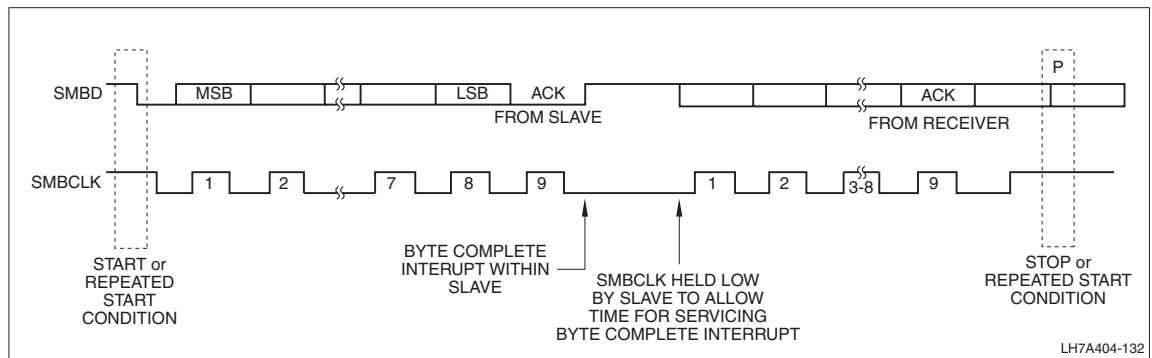 P
SMBD
MSB
LSB
ACK
ACK
FROM SLAVE
FROM RECEIVER
SMBCLK
1
2
7
8
9
1
2
3-8
9
START or
REPEATED
START
CONDITION
BYTE COMPLETE
INTERUPT WITHIN
SLAVE
SMBCLK HELD LOW
BY SLAVE TO ALLOW
TIME FOR SERVICING
BYTE COMPLETE INTERRUPT
STOP or
REPEATED START
CONDITION
LH7A404-132